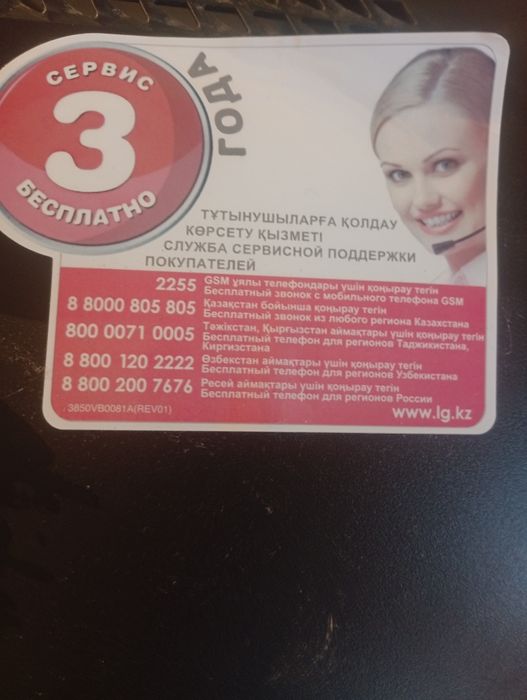 СЕРВИС
3
ГОДА
БЕСПЛАТНО
ТҰТЫНУШЫЛАРҒА ҚОЛДАУ
КӨРСЕТУ ҚЫЗМЕТІ
СЛУЖБА СЕРВИСНОЙ ПОДДЕРЖКИ
ПОКУПАТЕЛЕЙ
2255 GSM ұялы телефондары үшін қоңырау тегін
Бесплатный звонок с мобильного телефона GSM
8 8000 805 805 Қазақстан бойынша қоңырау тегін
Бесплатный звонок из любого региона Казахстана
800 0071 0005 Тәжікстан, Қырғызстан аймақтары үшін қоңырау тегін
Бесплатный телефон для регионов Таджикистана,
Киргизстана
8 800 120 2222 Өзбекстан аймақтары үшін қоңырау тегін
Бесплатный телефон для регионов Узбекистана
8 800 200 7676 Ресей аймақтары үшін қоңырау тегін
Бесплатный телефон для регионов России
3850VB0081A(REV01)
www.lg.kz